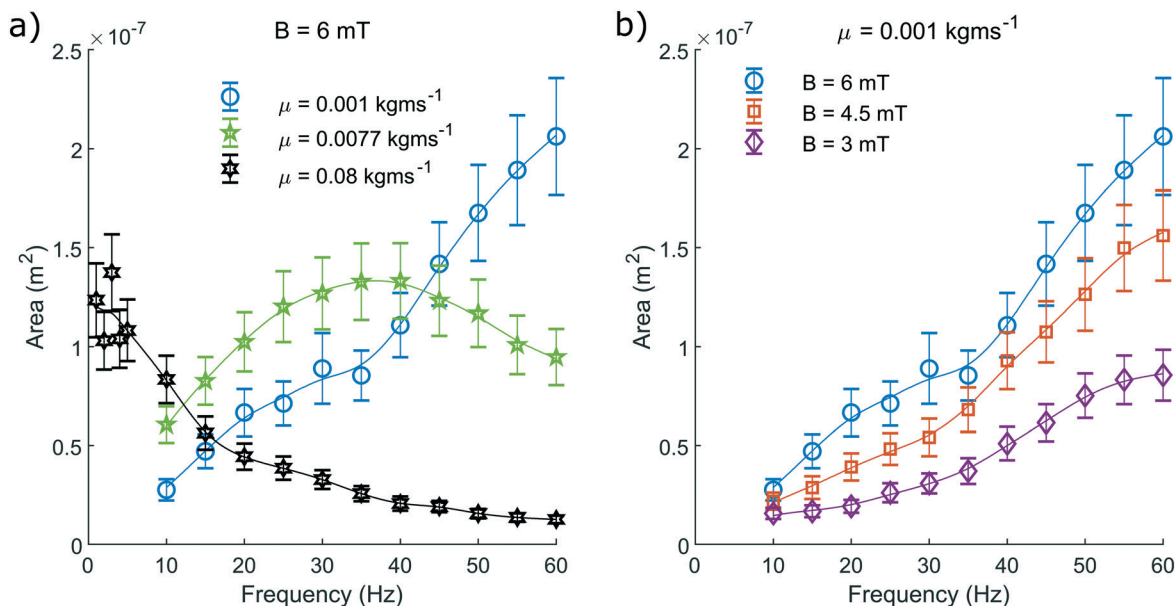 a)
×10⁻⁷
B = 6 mT
2.5
2
1.5
1
0.5
0
Area (m²)
μ = 0.001 kgms⁻¹
μ = 0.0077 kgms⁻¹
μ = 0.08 kgms⁻¹
0 10 20 30 40 50 60
Frequency (Hz)
b)
×10⁻⁷
μ = 0.001 kgms⁻¹
2.5
2
1.5
1
0.5
0
Area (m²)
B = 6 mT
B = 4.5 mT
B = 3 mT
0 10 20 30 40 50 60
Frequency (Hz)